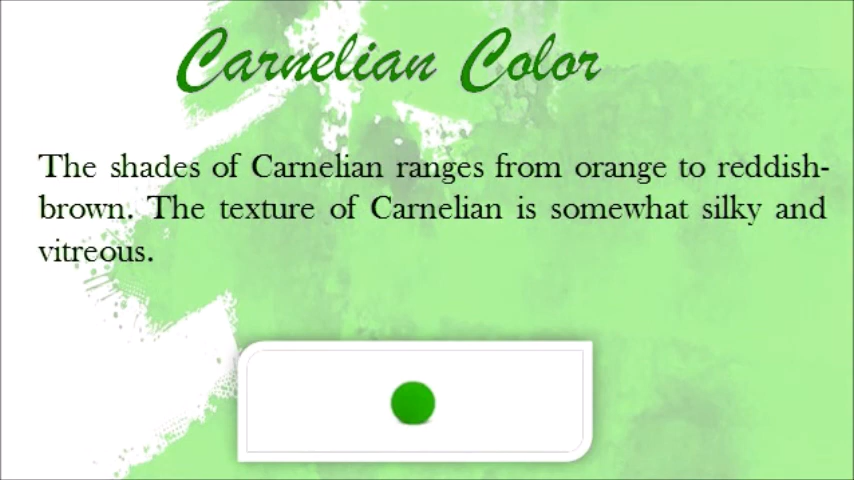 Carnelian Color
The shades of Carnelian ranges from orange to reddish-
brown. The texture of Carnelian is somewhat silky and
vitreous.